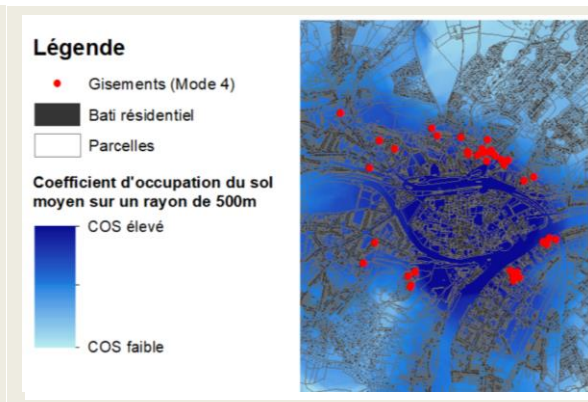 Légende
Gisements (Mode 4)
Bati résidentiel
Parcelles
Coefficient d'occupation du sol
moyen sur un rayon de 500m
COS élevé
COS faible